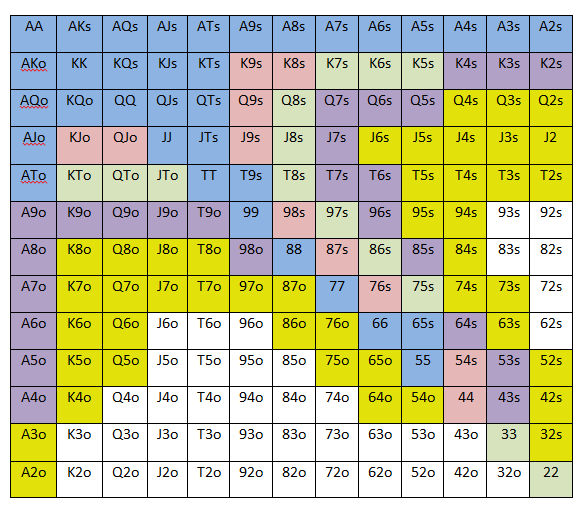 AA AKs AQs AJs ATs A9s A8s A7s A6s A5s A4s A3s A2s
AKo KK KQs KJs KTs K9s K8s K7s K6s K5s K4s K3s K2s
AQo KQo QQ QJs QTs Q9s Q8s Q7s Q6s Q5s Q4s Q3s Q2s
AJo KJo QJo JJ JTs J9s J8s J7s J6s J5s J4s J3s J2
ATo KTo QTo JTo TT T9s T8s T7s T6s T5s T4s T3s T2s
A9o K9o Q9o J9o T9o 99 98s 97s 96s 95s 94s 93s 92s
A8o K8o Q8o J8o T8o 98o 88 87s 86s 85s 84s 83s 82s
A7o K7o Q7o J7o T7o 97o 87o 77 76s 75s 74s 73s 72s
A6o K6o Q6o J6o T6o 96o 86o 76o 66 65s 64s 63s 62s
A5o K5o Q5o J5o T5o 95o 85o 75o 65o 55 54s 53s 52s
A4o K4o Q4o J4o T4o 94o 84o 74o 64o 54o 44 43s 42s
A3o K3o Q3o J3o T3o 93o 83o 73o 63o 53o 43o 33 32s
A2o K2o Q2o J2o T2o 92o 82o 72o 62o 52o 42o 32o 22